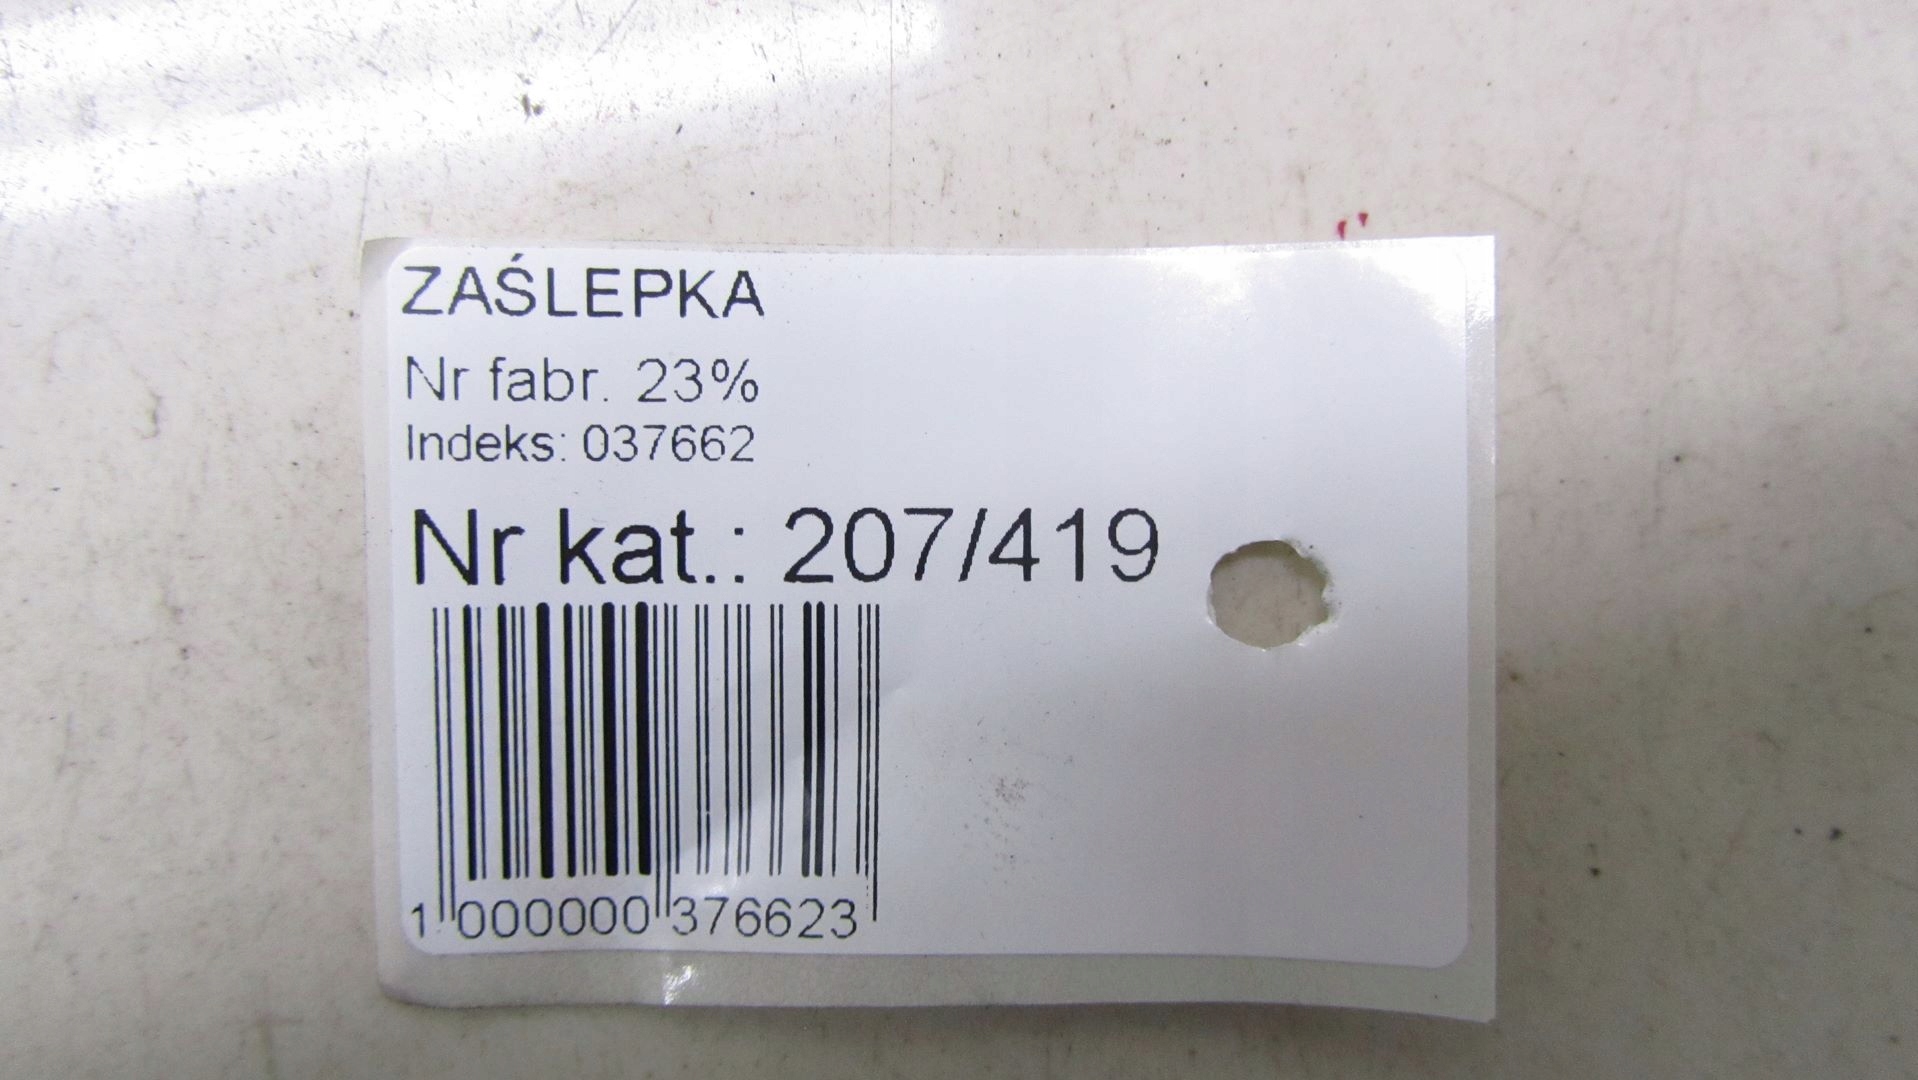 ZAŚLEPKA
Nr fabr. 23%
Indeks: 037662
Nr kat.: 207/419
1 000000 376623